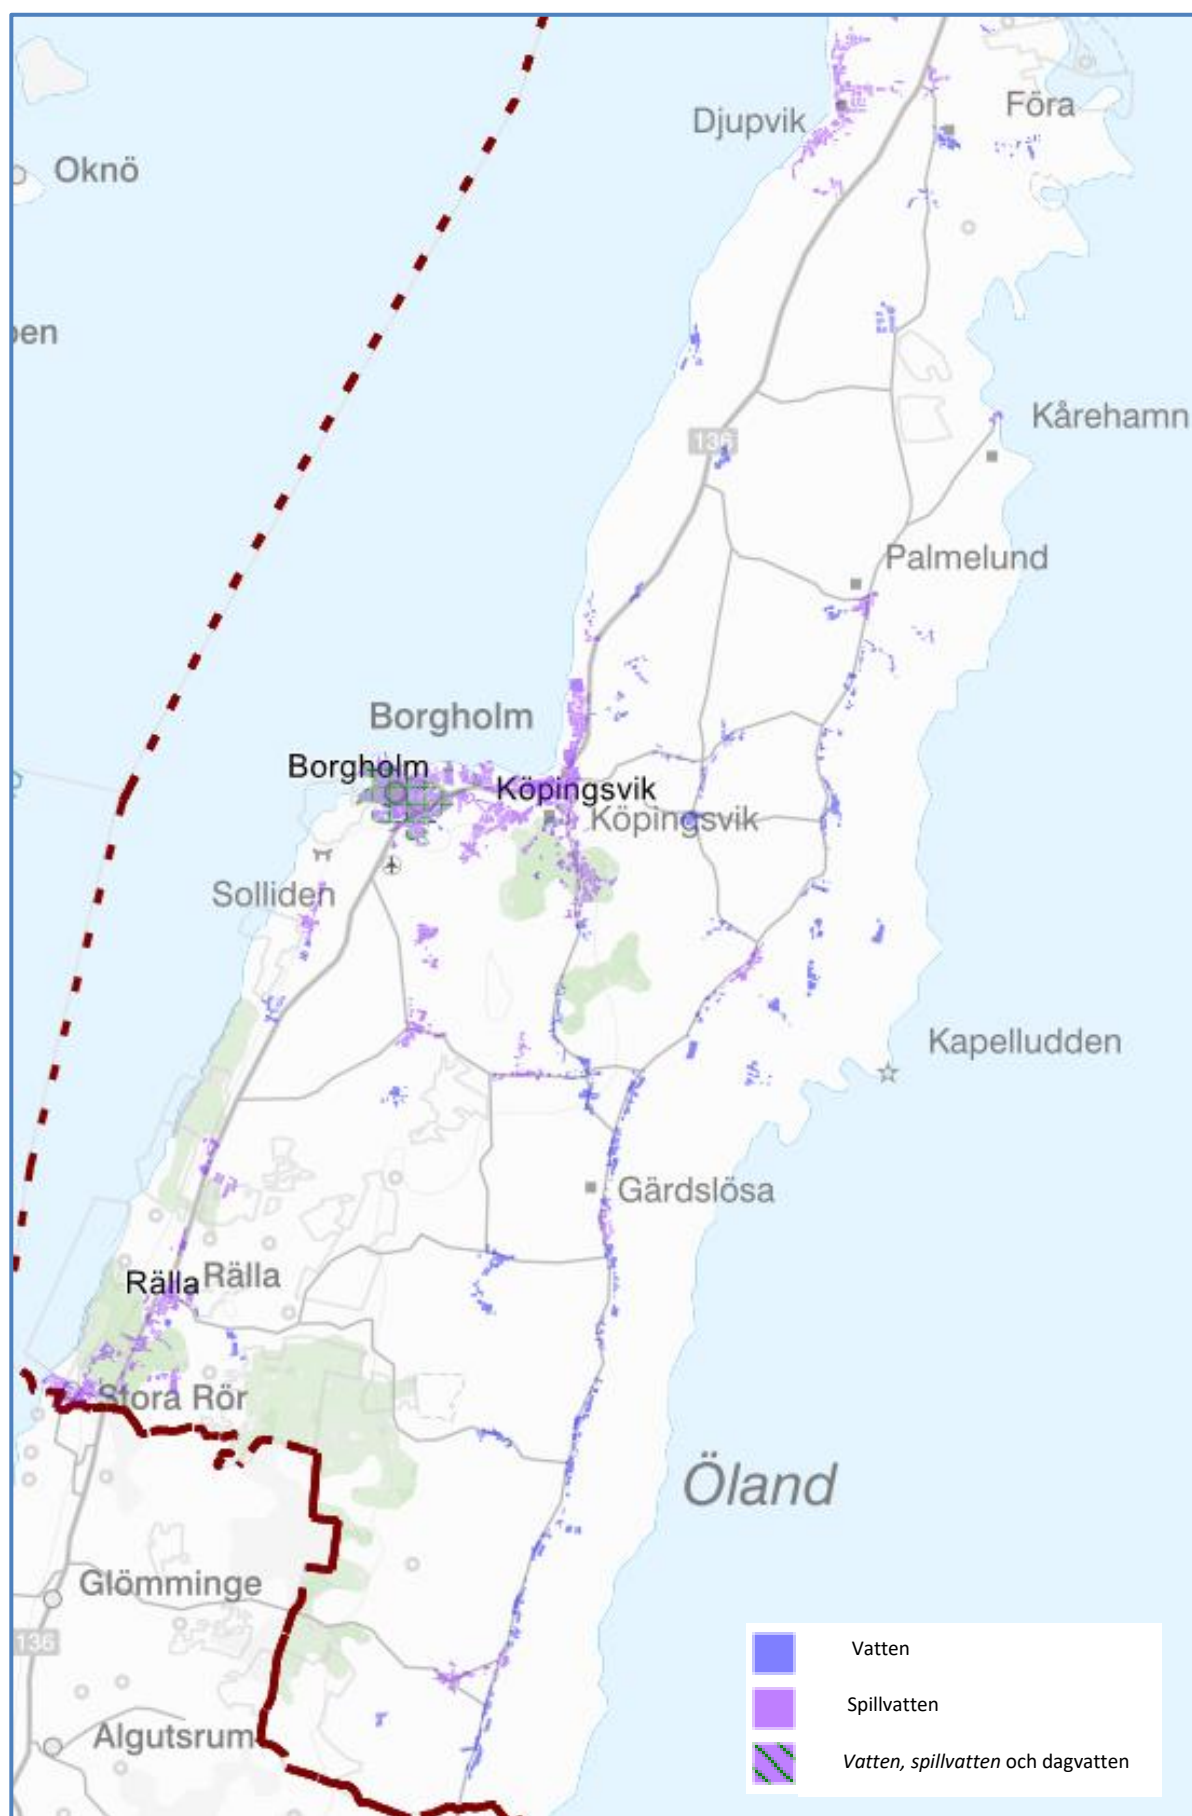 Föra
Djupvik
Oknö
Kårehamn
136
Palmelund
Borgholm
Borgholm
Köpingsvik
Köpingsvik
Solliden
Kapelludden
Gärdslösa
Rälla
Rälla
Stora Rör
Öland
Glömminge
136
Algutsrum
Vatten
Spillvatten
Vatten, spillvatten och dagvatten